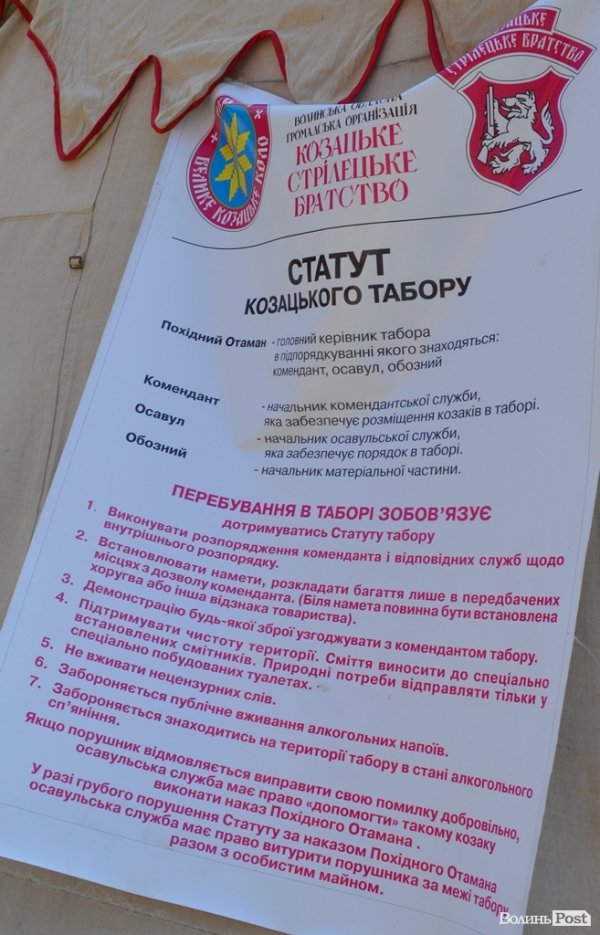 ВЕЛИКЕ КОЗАЦЬКЕ КОЛО
ВОЛИНСЬКА ОБЛАСНА
ГРОМАДСЬКА ОРГАНІЗАЦІЯ
КОЗАЦЬКЕ
СТРІЛЕЦЬКЕ
БРАТСТВО
СТРІЛЕЦЬКЕ БРАТСТВО
СТАТУТ
КОЗАЦЬКОГО ТАБОРУ
Похідний Отаман - головний керівник табора
в підпорядкуванні якого знаходяться:
комендант, осавул, обозний
Комендант - начальник комендантської служби,
яка забезпечує розміщення козаків в таборі.
Осавул - начальник осавульської служби,
яка забезпечує порядок в таборі.
Обозний - начальник матеріальної частини.
ПЕРЕБУВАННЯ В ТАБОРІ ЗОБОВ'ЯЗУЄ
дотримуватись Статуту табору
1. Виконувати розпорядження коменданта і відповідних служб щодо
внутрішнього розпорядку.
2. Встановлювати намети, розкладати багаття лише в передбачених
місцях з дозволу коменданта. (Біля намета повинна бути встановлена
хоругва або інша відзнака товариства).
3. Демонстрацію будь-якої зброї узгоджувати з комендантом табору.
4. Підтримувати чистоту території. Сміття виносити до спеціально
встановлених смітників. Природні потреби відправляти тільки у
спеціально побудованих туалетах.
5. Не вживати нецензурних слів.
6. Забороняється публічне вживання алкогольних напоїв.
7. Забороняється знаходитись на території табору в стані алкогольного
сп'яніння.
Якщо порушник відмовляється виправити свою помилку добровільно,
осавульська служба має право «допомогти» такому козаку
виконати наказ Похідного Отамана .
У разі грубого порушення Статуту за наказом Похідного Отамана
осавульська служба має право витурити порушника за межі табору
разом з особистим майном.
Волинь Post